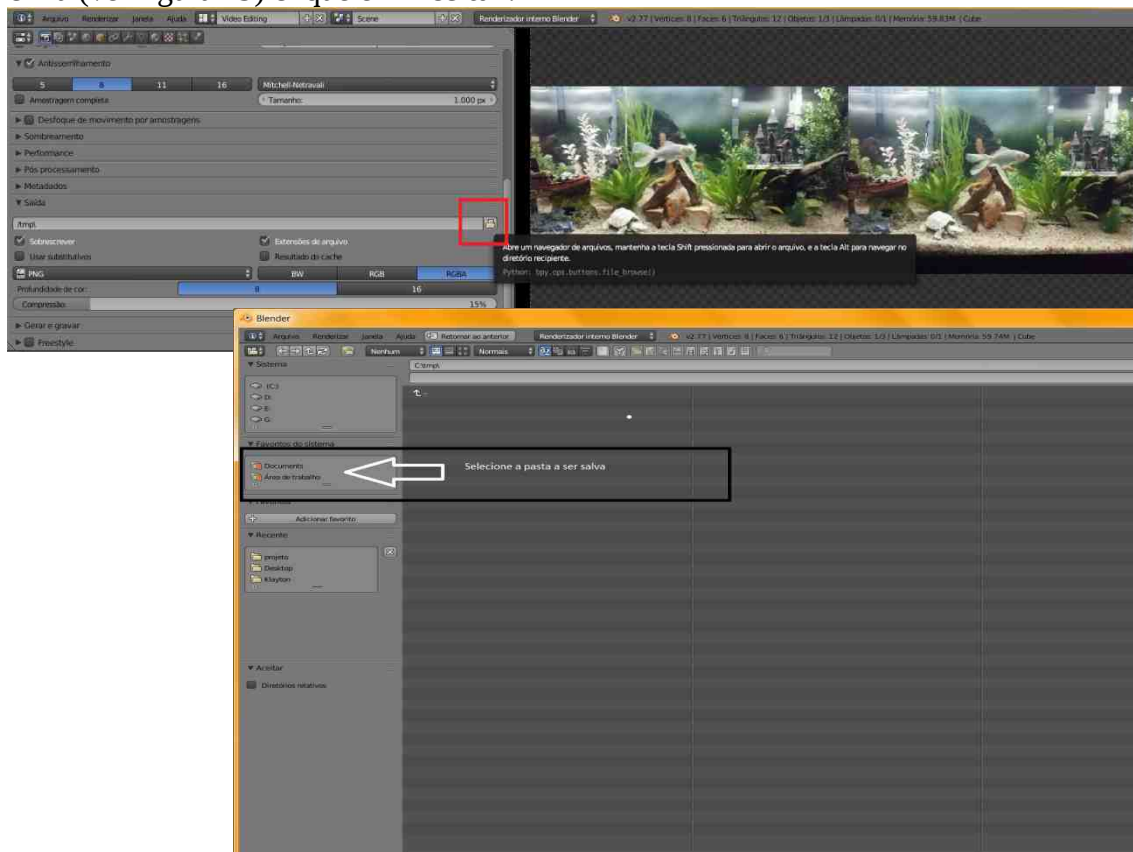 Arquivo Renderizar Janela Ajuda Video Editing Scene Renderizador interno Blender v2.77 | Vértices: 8 | Faces: 6 | Triângulos: 12 | Objetos: 1/3 | Lâmpadas: 0/1 | Memória: 59.83M | Cube
Antisserrilhamento
5 8 11 16 Mitchell-Netravali
Amostragem completa Tamanho: 1.000 px
Desfoque de movimento por amostragens
Sombreamento
Performance
Pós processamento
Metadados
Saída
/tmp\
Sobrescrever Extensões de arquivo
Usar substitutivos Resultado do cache
Abre um navegador de arquivos, mantenha a tecla Shift pressionada para abrir o arquivo, e a tecla Alt para navegar no
diretório recipiente.
Python: bpy.ops.buttons.file_browse()
PNG BW RGB RGBA
Profundidade de cor: 8 16
Compressão: 15%
Gerar e gravar
Freestyle
Blender
Arquivo Renderizar Janela Ajuda Retornar ao anterior Renderizador interno Blender v2.77 | Vértices: 8 | Faces: 6 | Triângulos: 12 | Objetos: 1/3 | Lâmpadas: 0/1 | Memória: 59.74M | Cube
Nenhum Normais
Sistema C:\tmp\
(C:)
D:
E:
G:
Favoritos do sistema
Documents
Área de trabalho
Selecione a pasta a ser salva
Adicionar favorito
Recente
projeto
Desktop
Klayton
Aceitar
Diretórios relativos